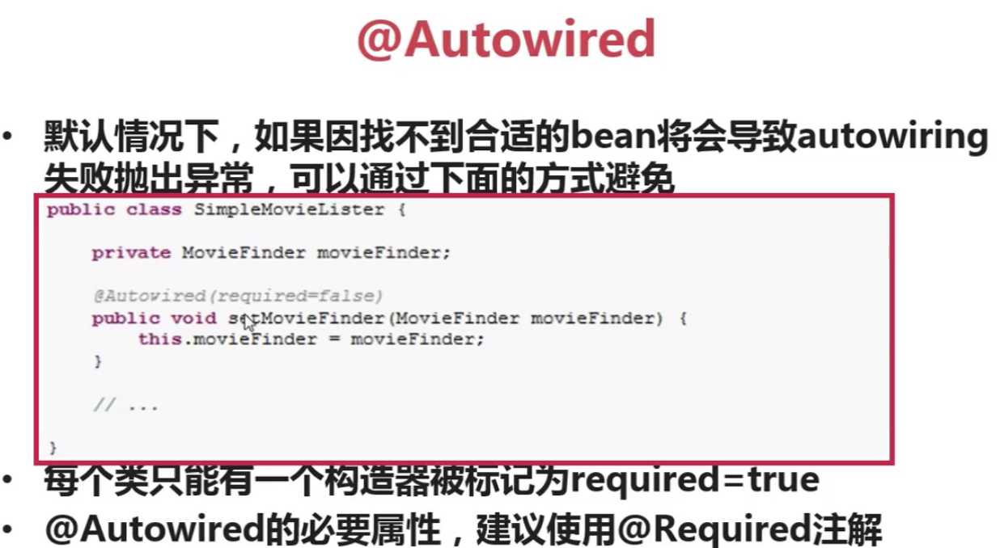 @Autowired
• 默认情况下，如果因找不到合适的bean将会导致autowiring
失败抛出异常，可以通过下面的方式避免
public class SimpleMovieLister {
private MovieFinder movieFinder;
@Autowired(required=false)
public void setMovieFinder(MovieFinder movieFinder) {
this.movieFinder = movieFinder;
}
// ...
}
• 每个类只能有一个构造器被标记为required=true
• @Autowired的必要属性，建议使用@Required注解